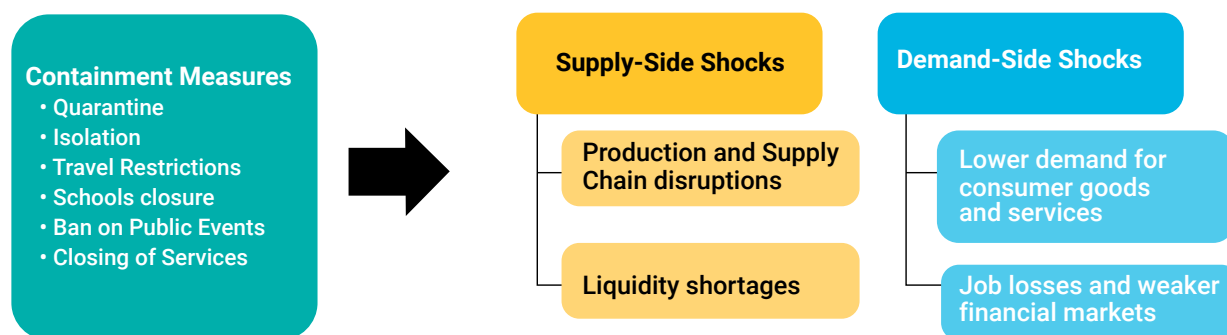 Containment Measures
• Quarantine
• Isolation
• Travel Restrictions
• Schools closure
• Ban on Public Events
• Closing of Services
Supply-Side Shocks
Production and Supply
Chain disruptions
Liquidity shortages
Demand-Side Shocks
Lower demand for
consumer goods
and services
Job losses and weaker
financial markets